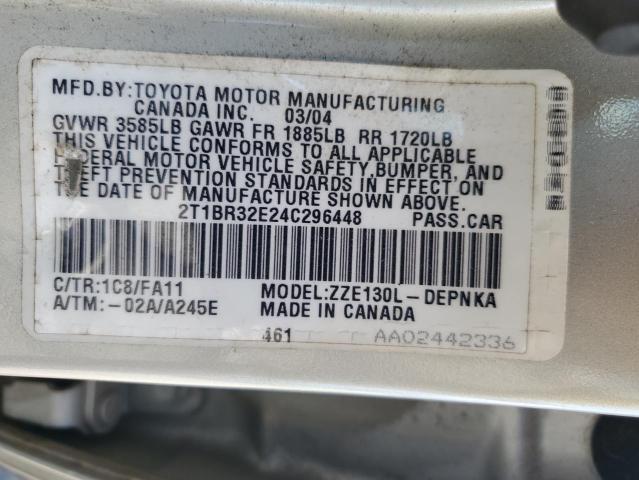 MFD.BY:TOYOTA MOTOR MANUFACTURING
CANADA INC. 03/04
GVWR 3585LB GAWR FR 1885LB RR 1720LB
THIS VEHICLE CONFORMS TO ALL APPLICABLE
FEDERAL MOTOR VEHICLE SAFETY,BUMPER, AND
THEFT PREVENTION STANDARDS IN EFFECT ON
THE DATE OF MANUFACTURE SHOWN ABOVE.
2T1BR32E24C296448 PASS.CAR
C/TR:1C8/FA11 MODEL:ZZE130L-DEPNKA
A/TM:-02A/A245E MADE IN CANADA
461 AA02442336